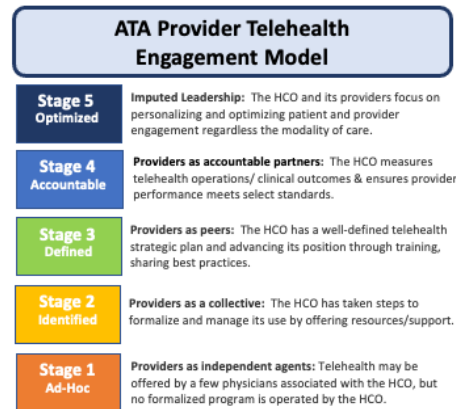 ATA Provider Telehealth
Engagement Model
Stage 5
Optimized
Imputed Leadership: The HCO and its providers focus on
personalizing and optimizing patient and provider
engagement regardless the modality of care.
Stage 4
Accountable
Providers as accountable partners: The HCO measures
telehealth operations/ clinical outcomes & ensures provider
performance meets select standards.
Stage 3
Defined
Providers as peers: The HCO has a well-defined telehealth
strategic plan and advancing its position through training,
sharing best practices.
Stage 2
Identified
Providers as a collective: The HCO has taken steps to
formalize and manage its use by offering resources/support.
Stage 1
Ad-Hoc
Providers as independent agents: Telehealth may be
offered by a few physicians associated with the HCO, but
no formalized program is operated by the HCO.